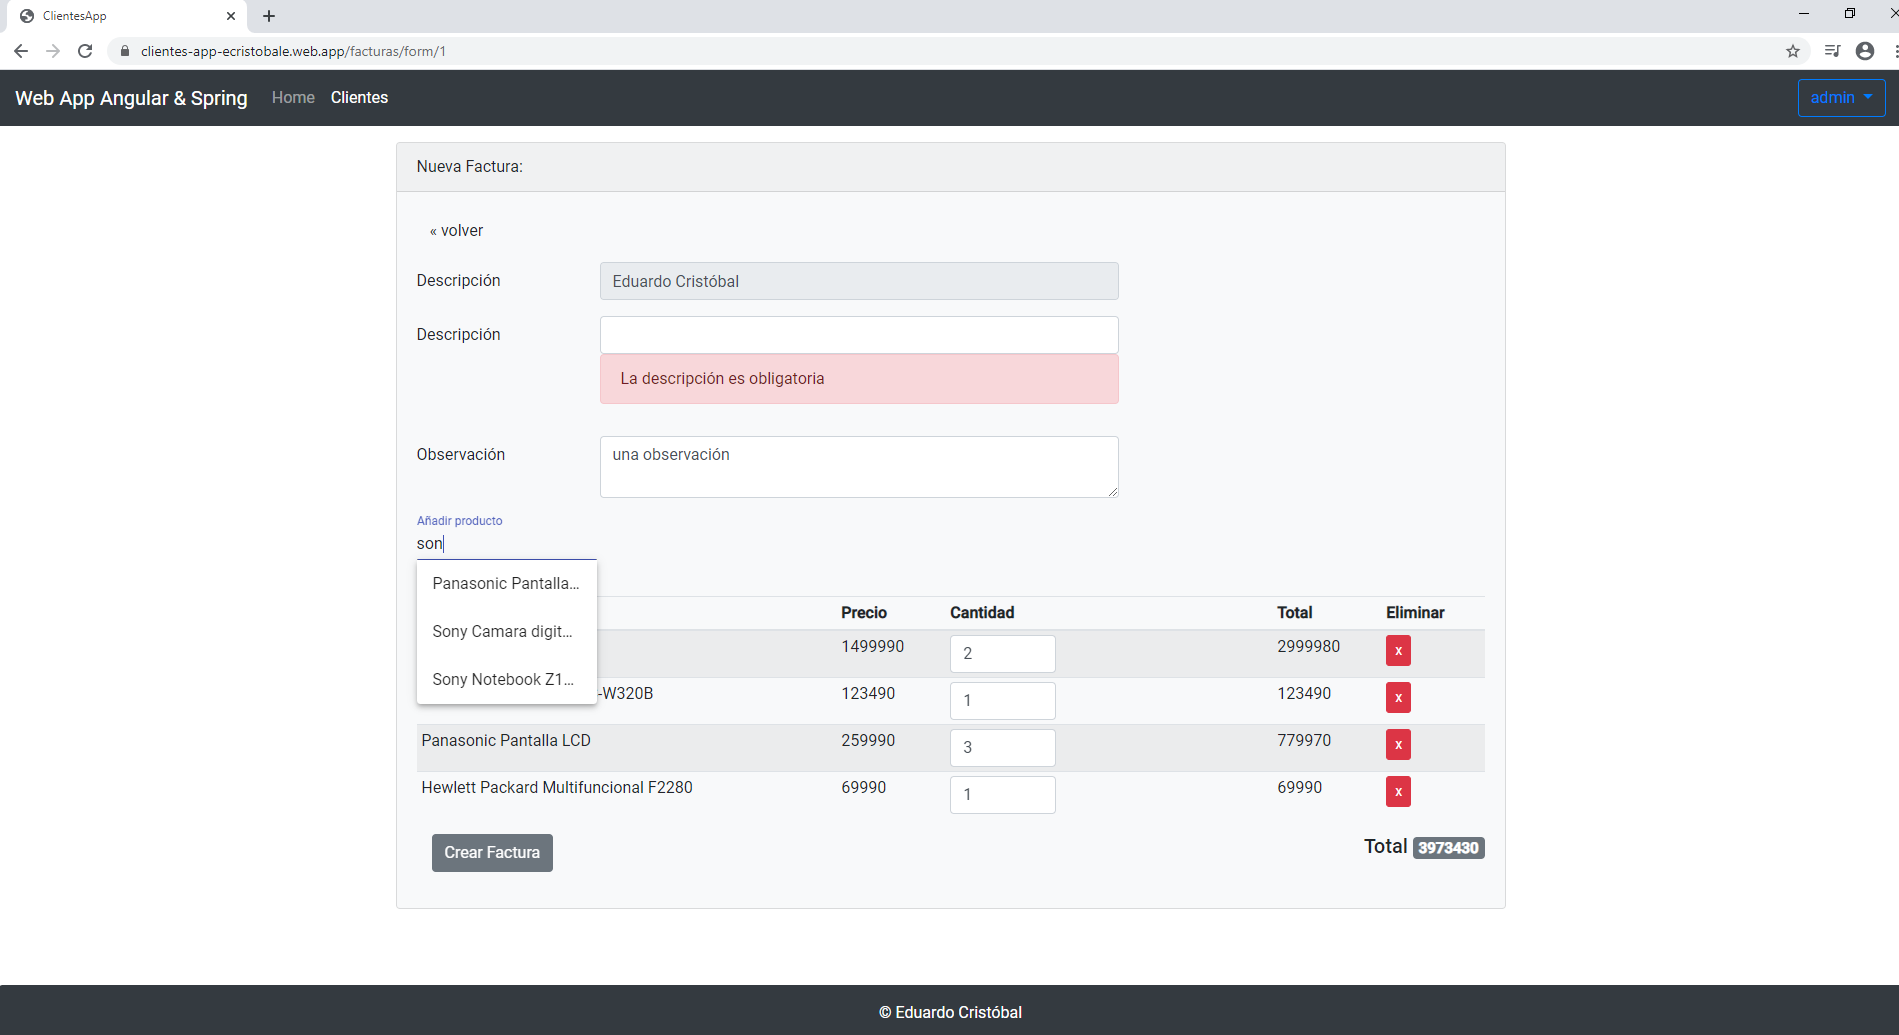 ClientesApp
clientes-app-ecristobale.web.app/facturas/form/1
Web App Angular & Spring Home Clientes admin
Nueva Factura:
« volver
Descripción Eduardo Cristóbal
Descripción
La descripción es obligatoria
Observación una observación
Añadir producto
son
Panasonic Pantalla...
Sony Camara digit...
Sony Notebook Z1...
Precio Cantidad Total Eliminar
1499990 2 2999980 x
-W320B 123490 1 123490 x
Panasonic Pantalla LCD 259990 3 779970 x
Hewlett Packard Multifuncional F2280 69990 1 69990 x
Crear Factura Total 3973430
© Eduardo Cristóbal